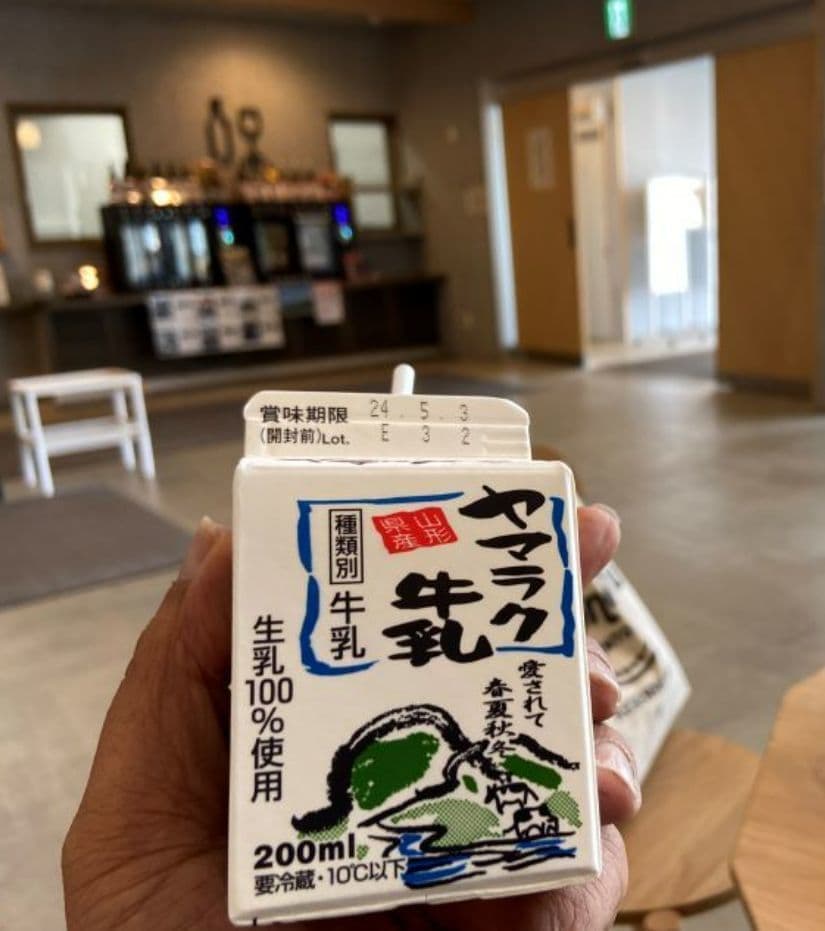 賞味期限 24.5.3
(開封前)Lot. E 3 2
ヤマラク
牛乳
山形
県産
種類別
牛乳
愛されて
春夏秋冬
生乳100%使用
200ml
要冷蔵・10℃以下